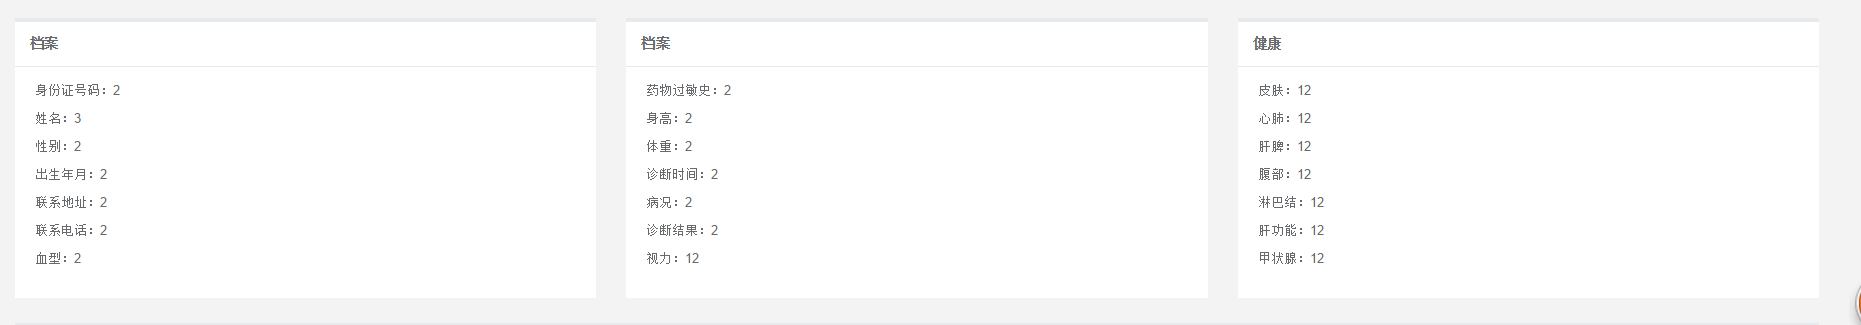 档案
身份证号码：2
姓名：3
性别：2
出生年月：2
联系地址：2
联系电话：2
血型：2
档案
药物过敏史：2
身高：2
体重：2
诊断时间：2
病况：2
诊断结果：2
视力：12
健康
皮肤：12
心肺：12
肝脾：12
腹部：12
淋巴结：12
肝功能：12
甲状腺：12